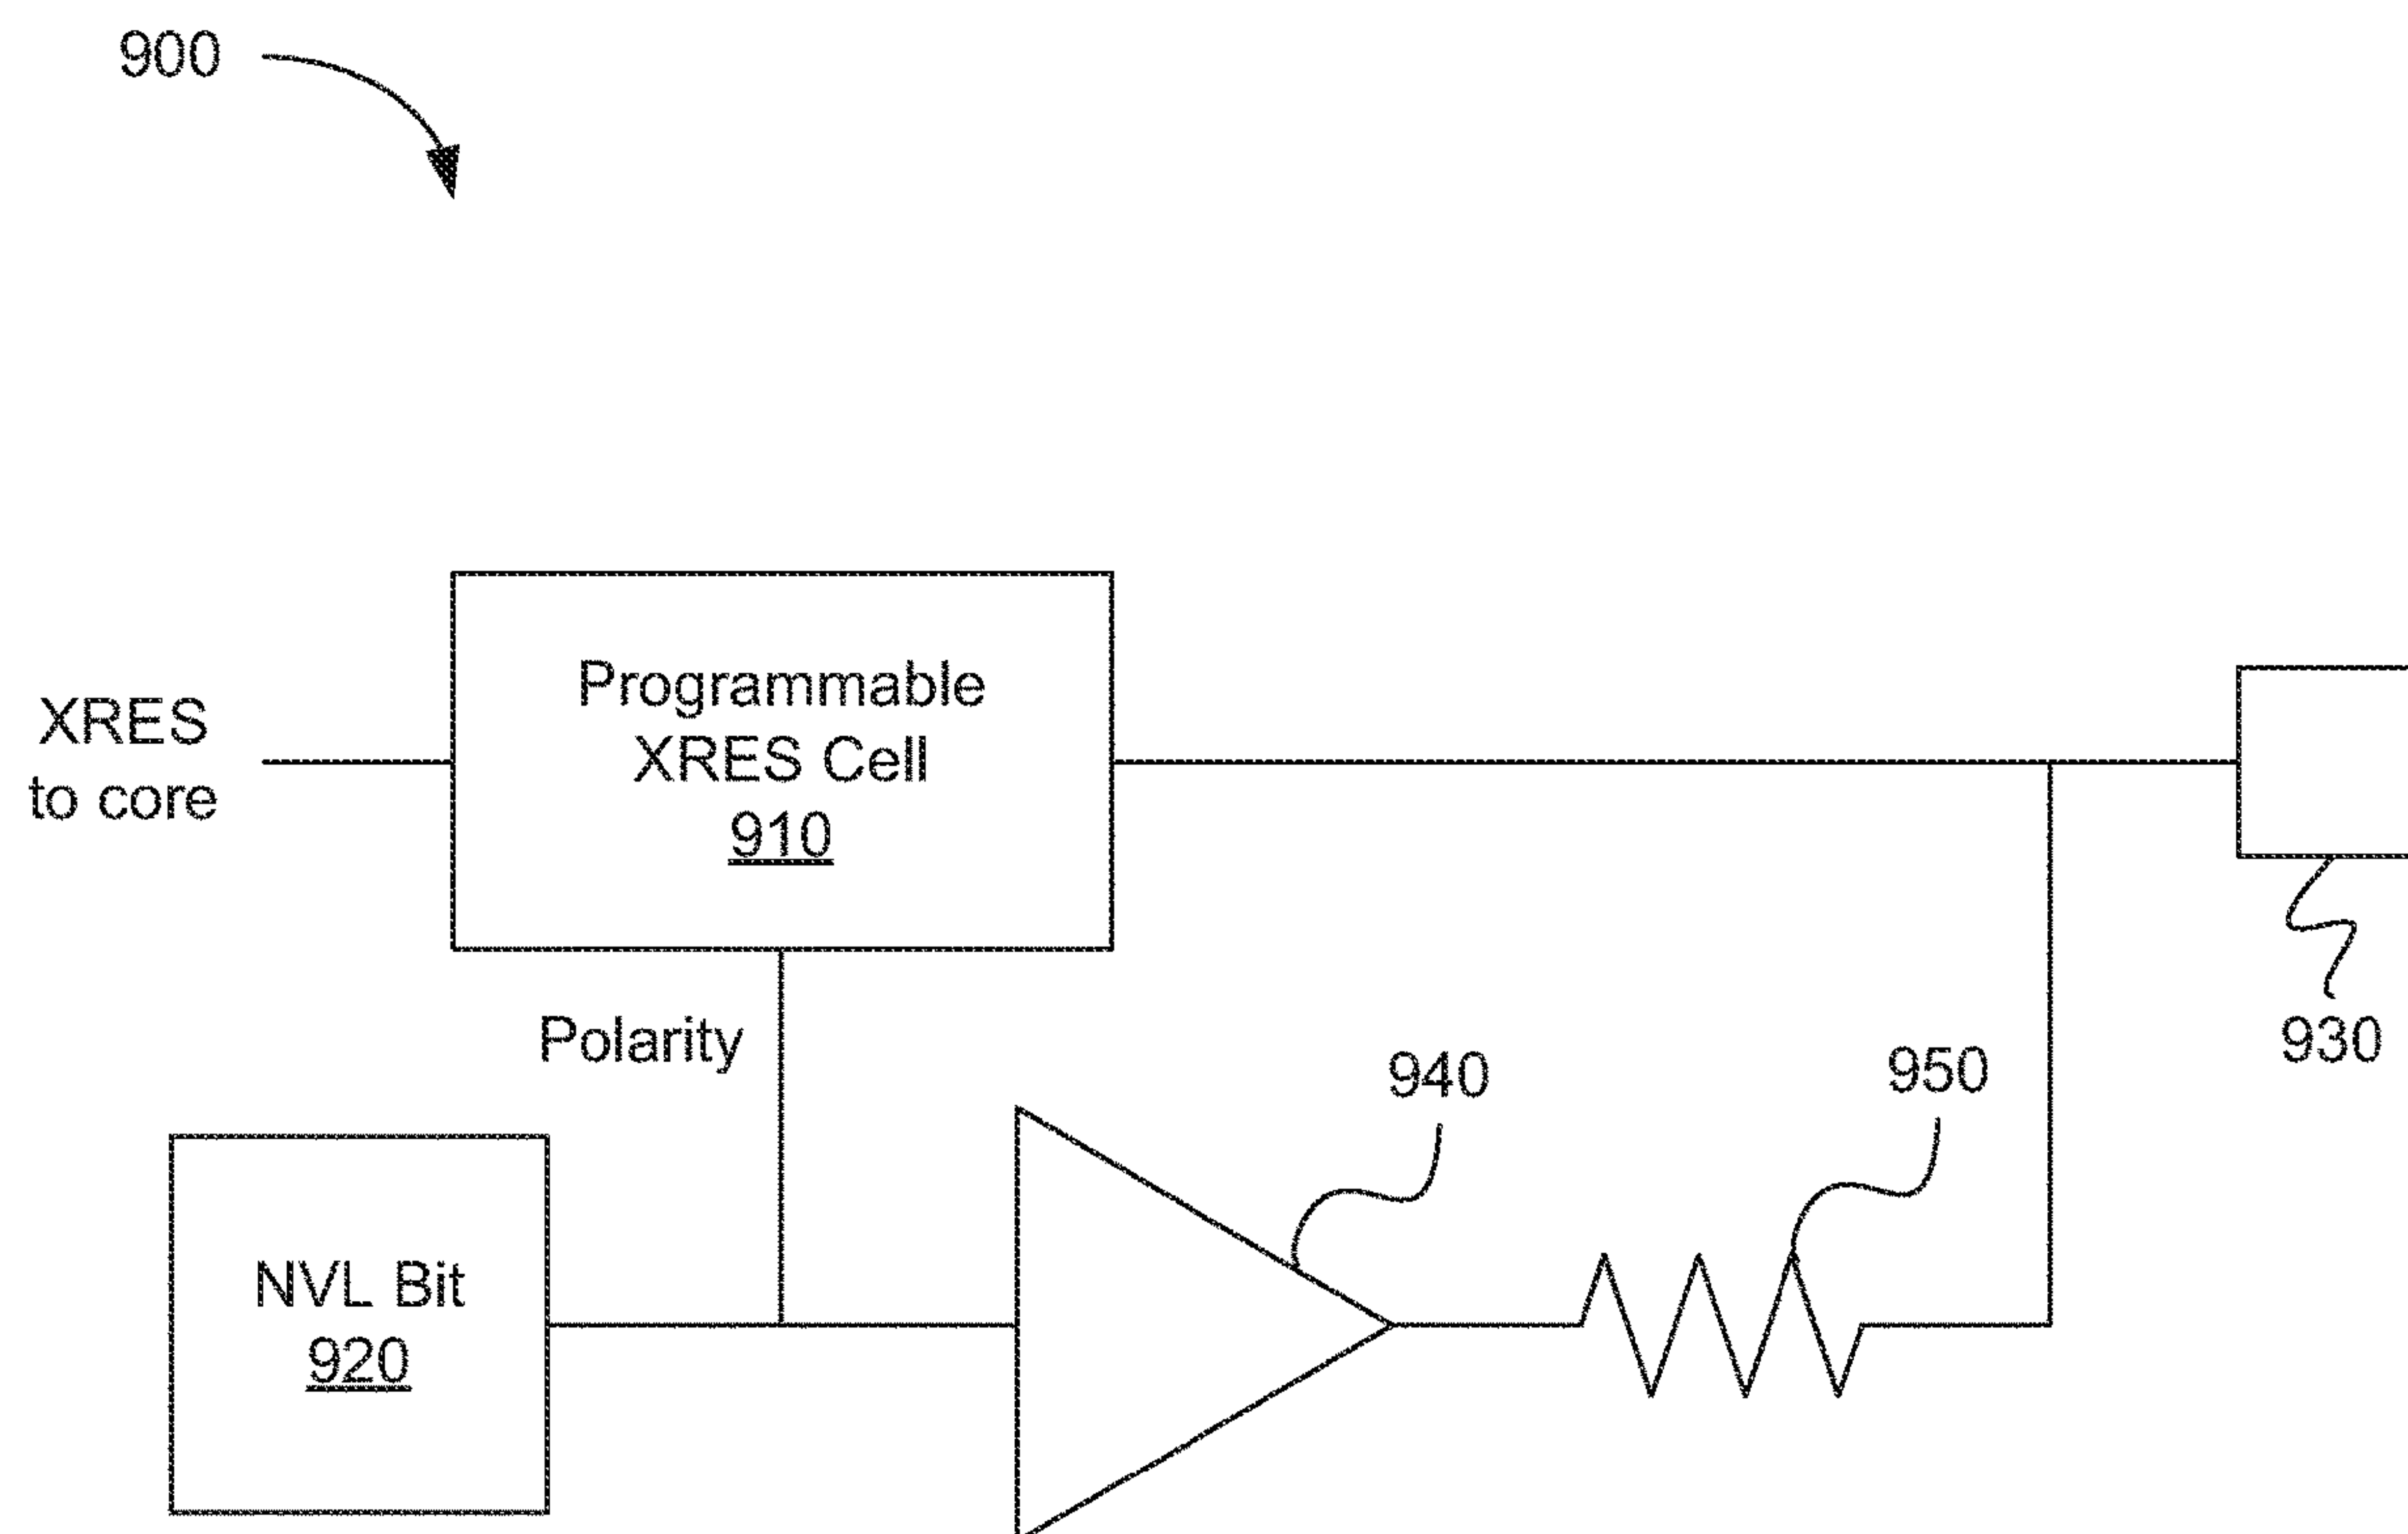 900
Programmable
XRES Cell
910
XRES
to core
930
Polarity
940
950
NVL Bit
920